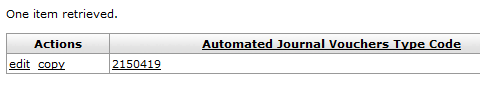 One item retrieved.
Actions Automated Journal Vouchers Type Code
edit copy 2150419